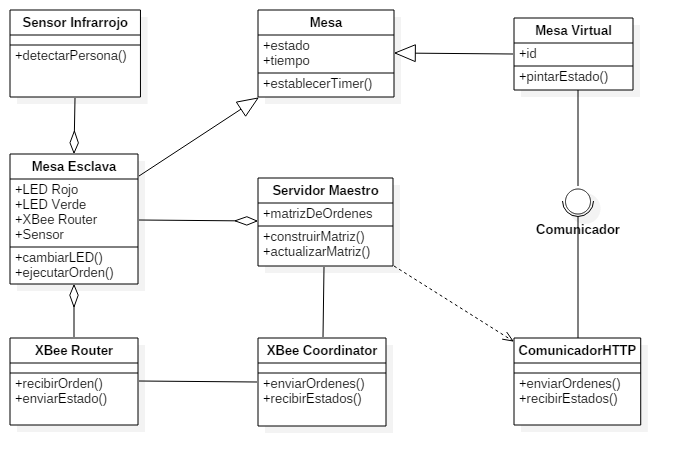 Sensor Infrarrojo
+detectarPersona()
Mesa
+estado
+tiempo
+establecerTimer()
Mesa Virtual
+id
+pintarEstado()
Mesa Esclava
+LED Rojo
+LED Verde
+XBee Router
+Sensor
+cambiarLED()
+ejecutarOrden()
Servidor Maestro
+matrizDeOrdenes
+construirMatriz()
+actualizarMatriz()
Comunicador
XBee Router
+recibirOrden()
+enviarEstado()
XBee Coordinator
+enviarOrdenes()
+recibirEstados()
ComunicadorHTTP
+enviarOrdenes()
+recibirEstados()